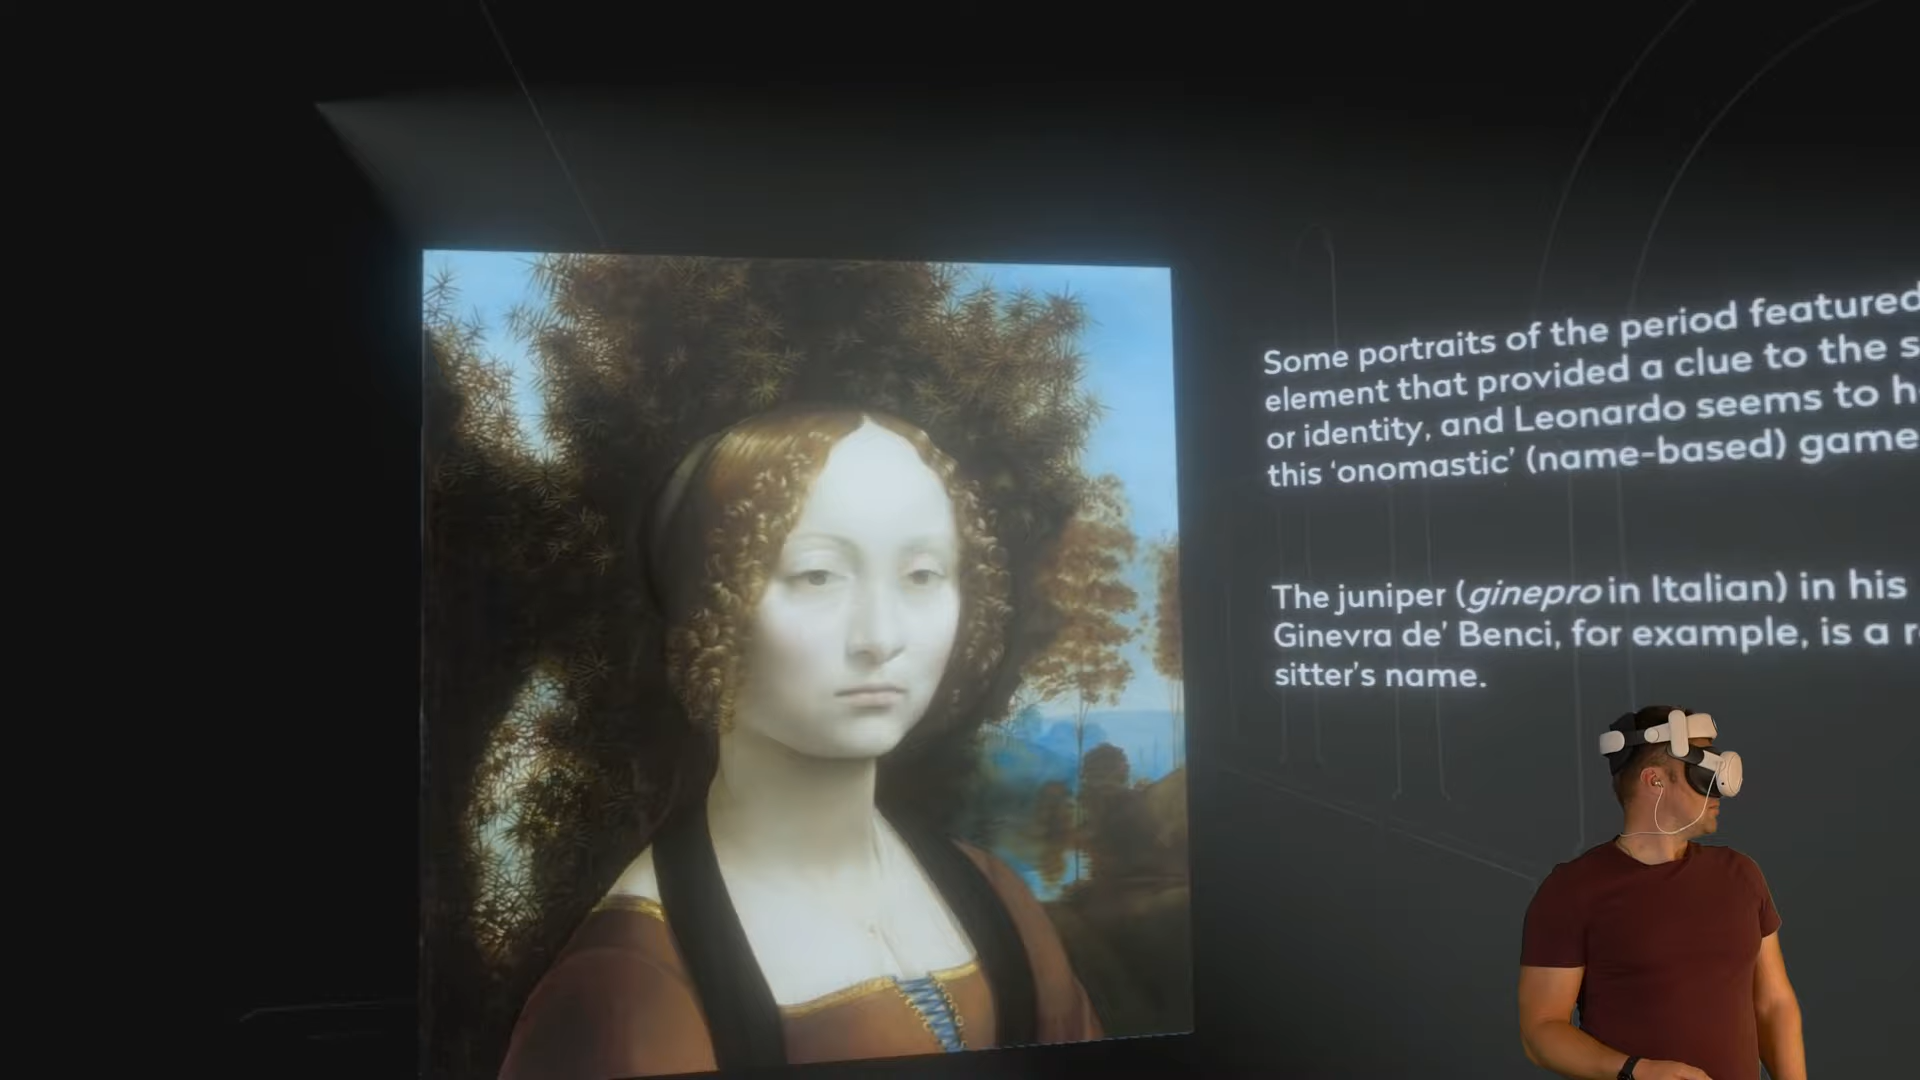 Some portraits of the period featured
element that provided a clue to the
or identity, and Leonardo seems to
this ‘onomastic’ (name-based) game
The juniper (ginepro in Italian) in his
Ginevra de’ Benci, for example, is a
sitter’s name.